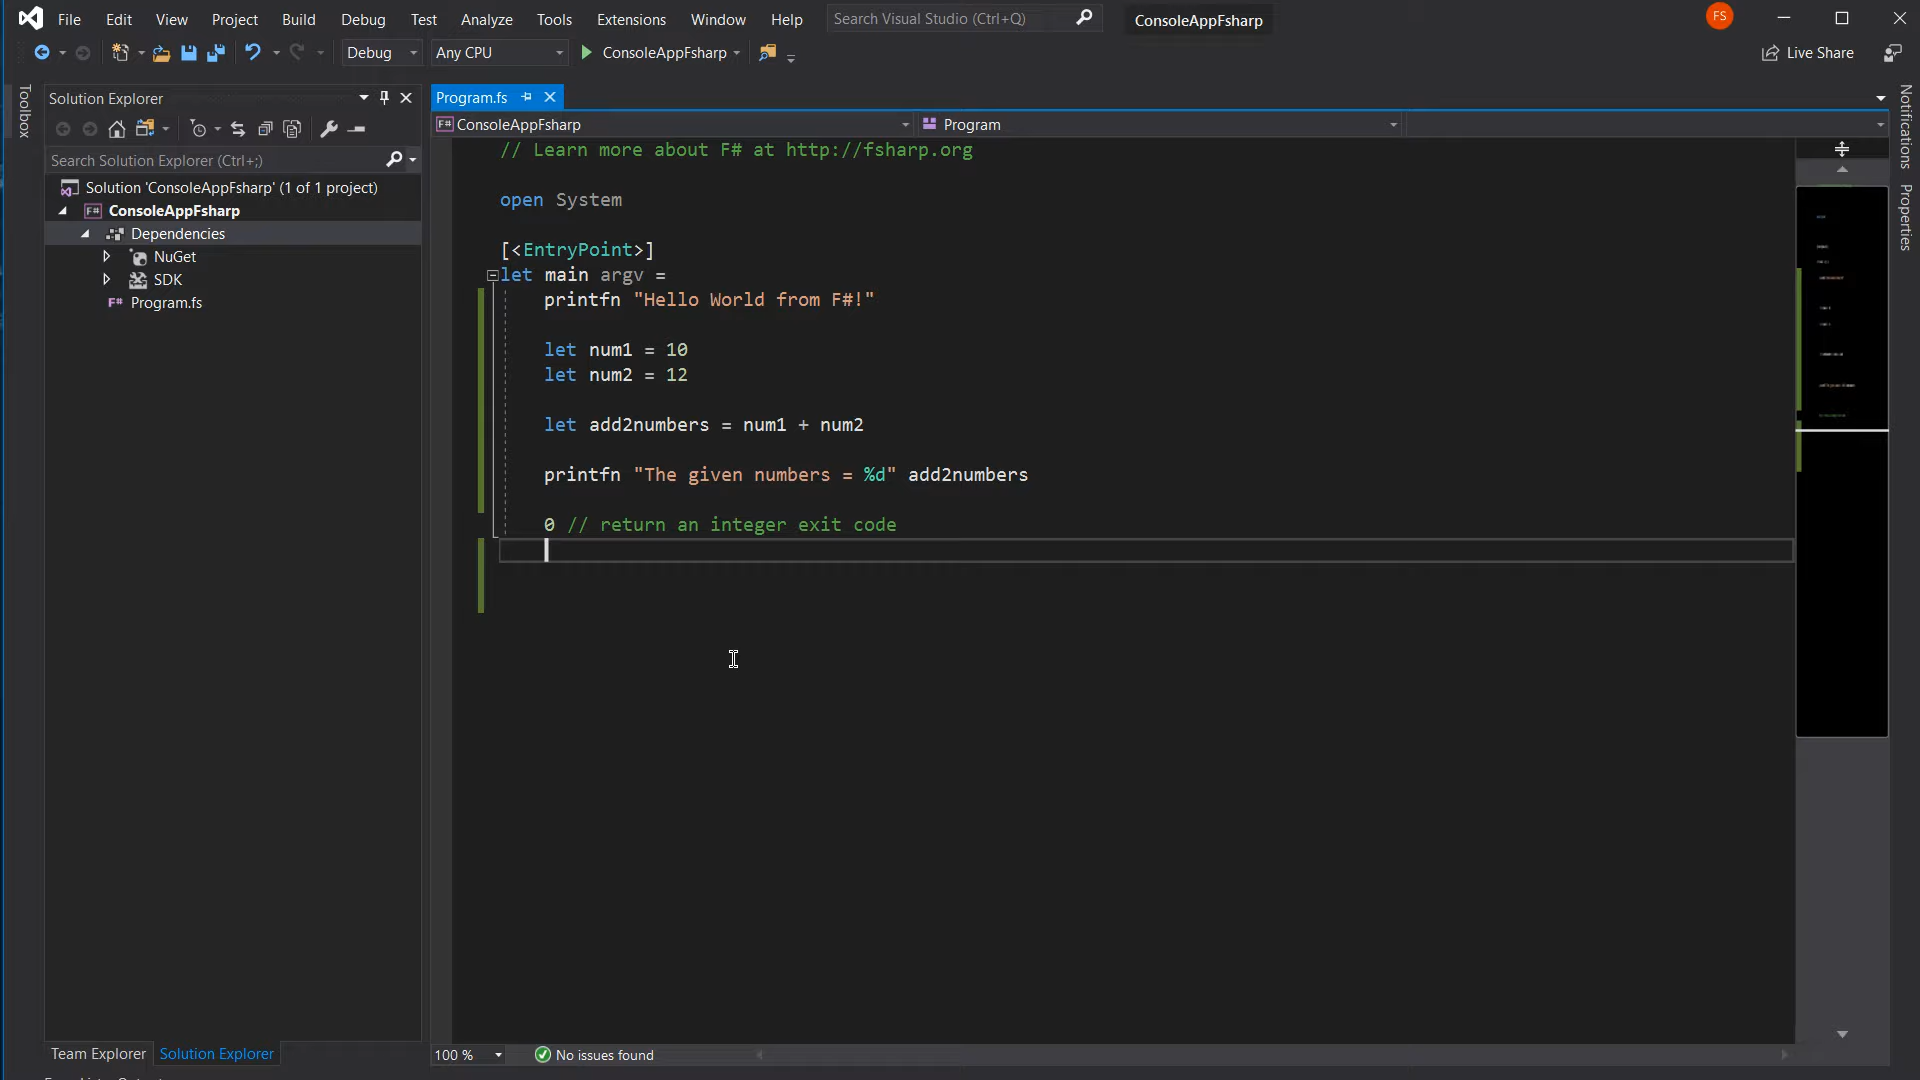 File Edit View Project Build Debug Test Analyze Tools Extensions Window Help Search Visual Studio (Ctrl+Q) ConsoleAppFsharp FS
Debug Any CPU ConsoleAppFsharp Live Share
Toolbox
Solution Explorer
Search Solution Explorer (Ctrl+;)
Solution 'ConsoleAppFsharp' (1 of 1 project)
F# ConsoleAppFsharp
Dependencies
NuGet
SDK
F# Program.fs
Team Explorer Solution Explorer
Program.fs
F# ConsoleAppFsharp Program
// Learn more about F# at http://fsharp.org
open System
[<EntryPoint>]
let main argv =
printfn "Hello World from F#!"
let num1 = 10
let num2 = 12
let add2numbers = num1 + num2
printfn "The given numbers = %d" add2numbers
0 // return an integer exit code
100 % No issues found
Notifications
Properties